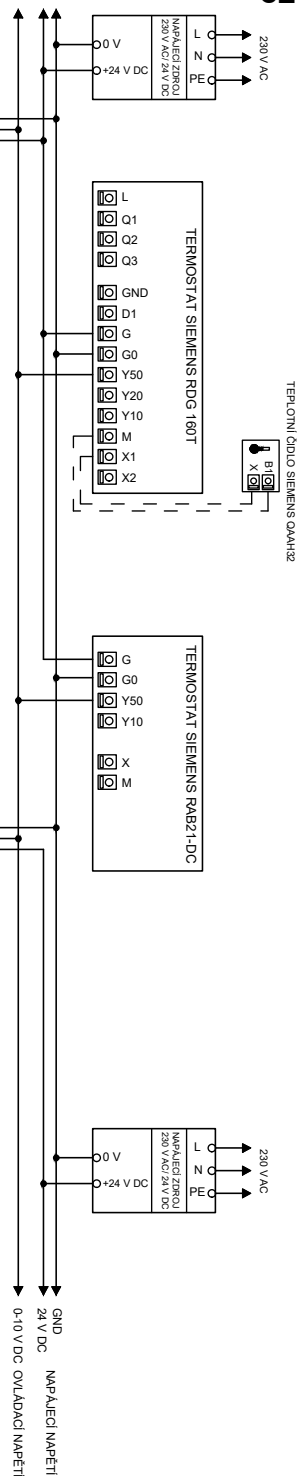 230 V AC
L
N
PE
NAPÁJECÍ ZDROJ
230 V AC/ 24 V DC
0 V
+24 V DC
TEPLOTNÍ ČIDLO SIEMENS QAAH32
B1
X
TERMOSTAT SIEMENS RDG 160T
L
Q1
Q2
Q3
GND
D1
G
G0
Y50
Y20
Y10
M
X1
X2
TERMOSTAT SIEMENS RAB21-DC
G
G0
Y50
Y10
X
M
230 V AC
L
N
PE
NAPÁJECÍ ZDROJ
230 V AC/ 24 V DC
0 V
+24 V DC
GND
24 V DC
NAPÁJECÍ NAPĚTÍ
0-10 V DC OVLÁDACÍ NAPĚTÍ